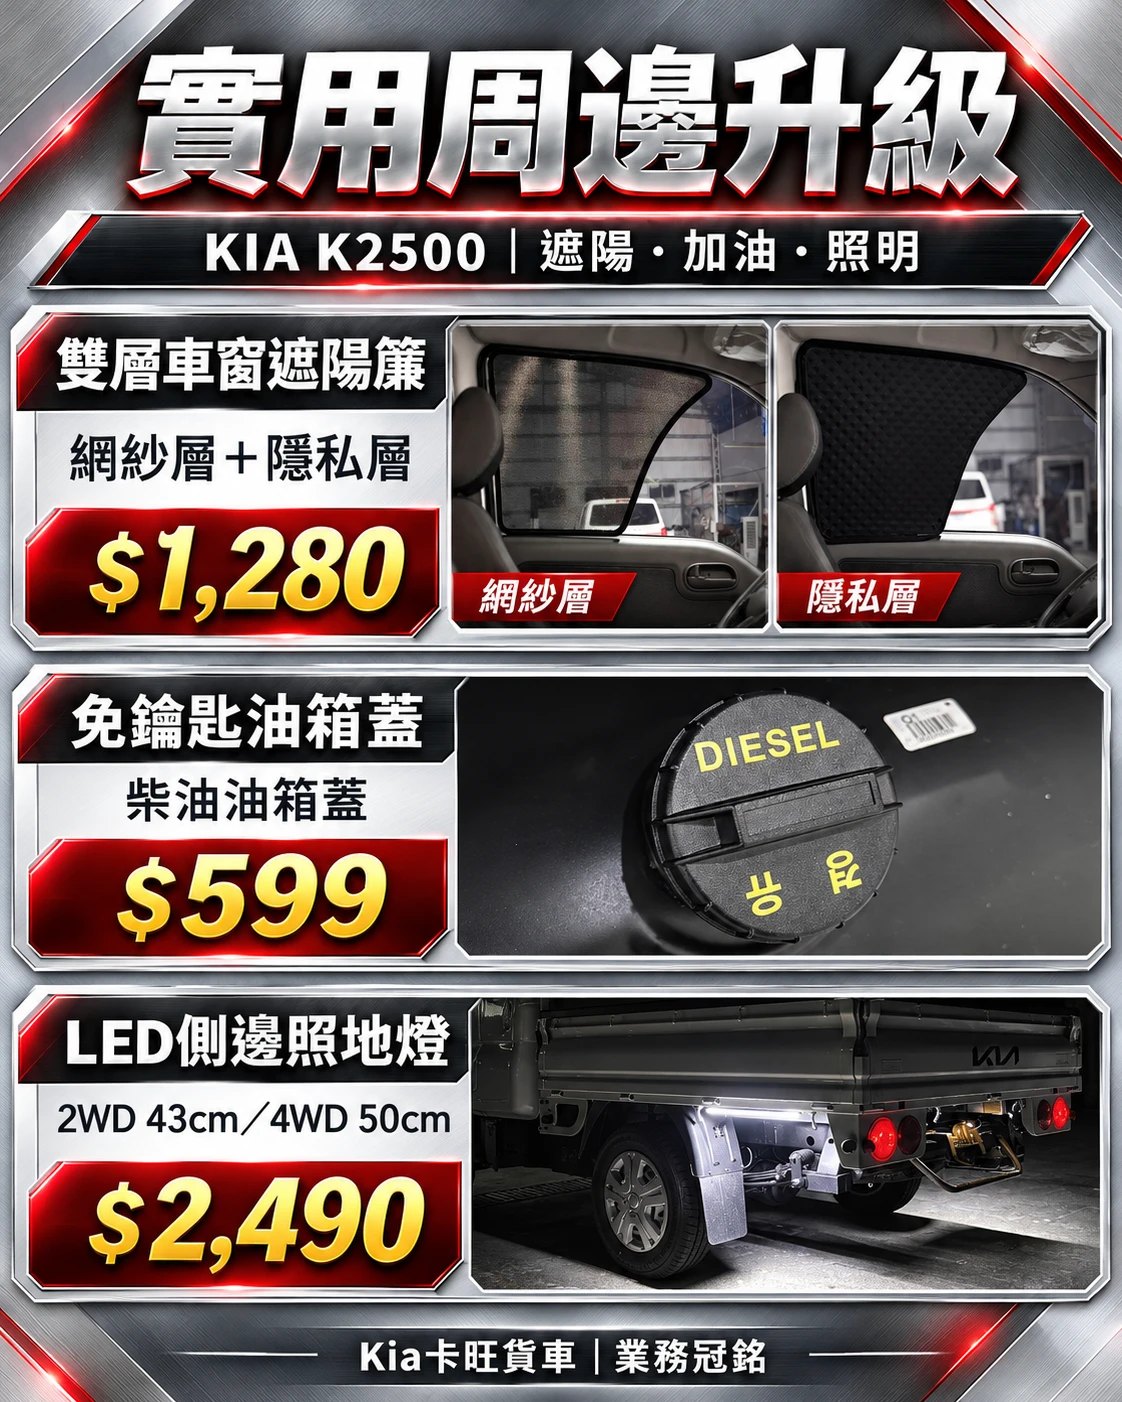 實用周邊升級
KIA K2500｜遮陽・加油・照明
雙層車窗遮陽簾
網紗層＋隱私層
$1,280
網紗層
隱私層
免鑰匙油箱蓋
柴油油箱蓋
$599
DIESEL
LED側邊照地燈
2WD 43cm／4WD 50cm
$2,490
KIA
Kia卡旺貨車｜業務冠銘